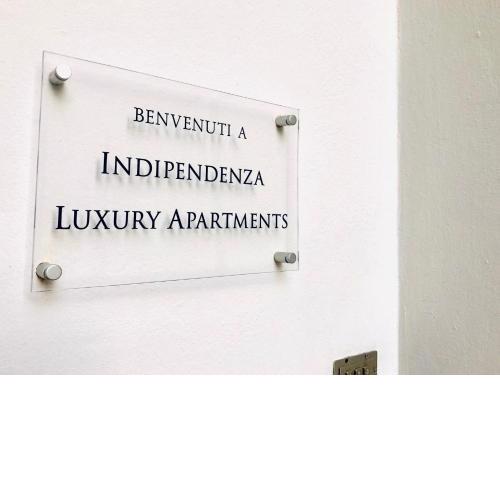 BENVENUTI A
INDIPENDENZA
LUXURY APARTMENTS